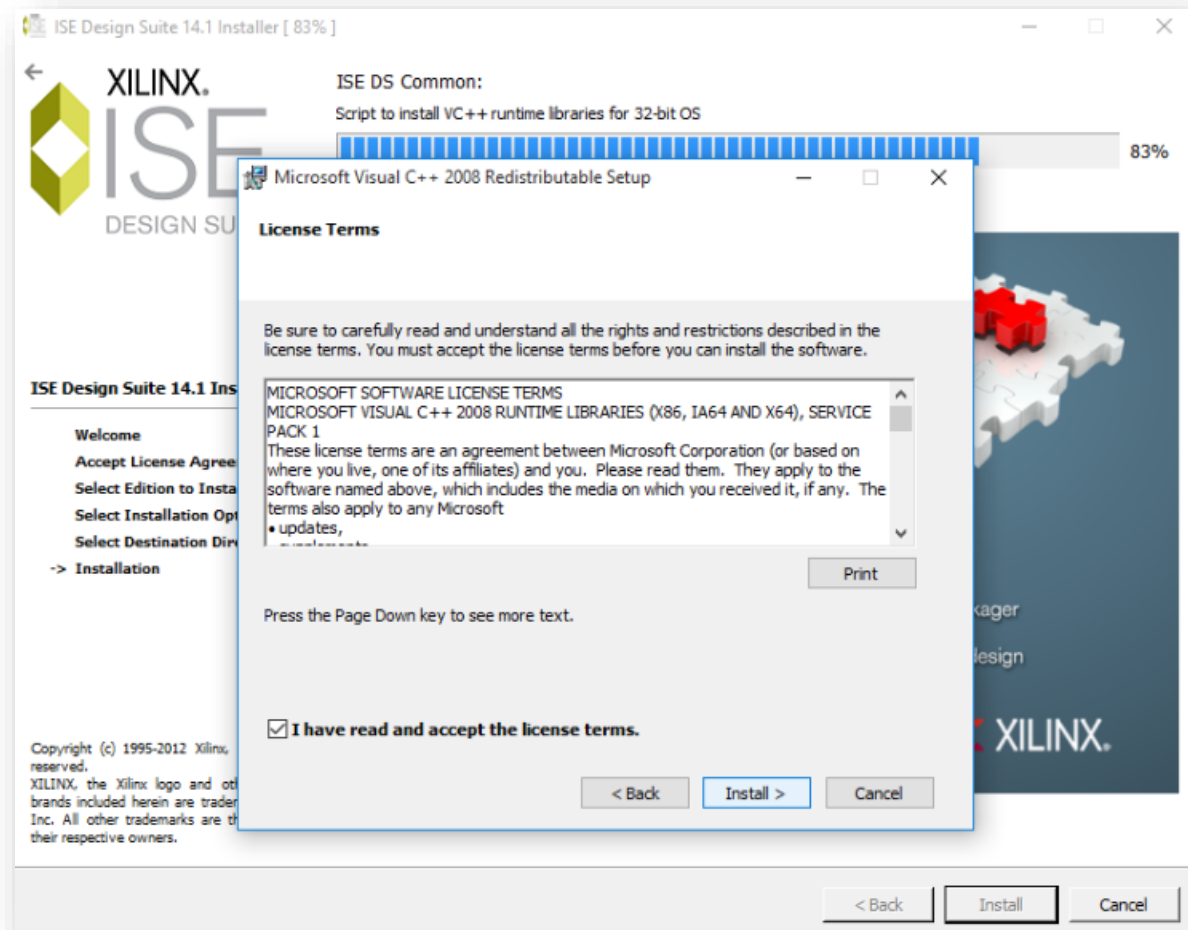 ISE Design Suite 14.1 Installer [ 83% ]
XILINX.
ISE
DESIGN SU
ISE DS Common:
Script to install VC++ runtime libraries for 32-bit OS
83%
Microsoft Visual C++ 2008 Redistributable Setup
License Terms
Be sure to carefully read and understand all the rights and restrictions described in the
license terms. You must accept the license terms before you can install the software.
MICROSOFT SOFTWARE LICENSE TERMS
MICROSOFT VISUAL C++ 2008 RUNTIME LIBRARIES (X86, IA64 AND X64), SERVICE
PACK 1
These license terms are an agreement between Microsoft Corporation (or based on
where you live, one of its affiliates) and you. Please read them. They apply to the
software named above, which includes the media on which you received it, if any. The
terms also apply to any Microsoft
• updates,
Print
Press the Page Down key to see more text.
I have read and accept the license terms.
< Back
Install >
Cancel
ISE Design Suite 14.1 Ins
Welcome
Accept License Agree
Select Edition to Insta
Select Installation Opt
Select Destination Dire
-> Installation
Copyright (c) 1995-2012 Xilinx,
reserved.
XILINX, the Xilinx logo and oth
brands included herein are trader
Inc. All other trademarks are th
their respective owners.
kager
design
XILINX.
< Back
Install
Cancel